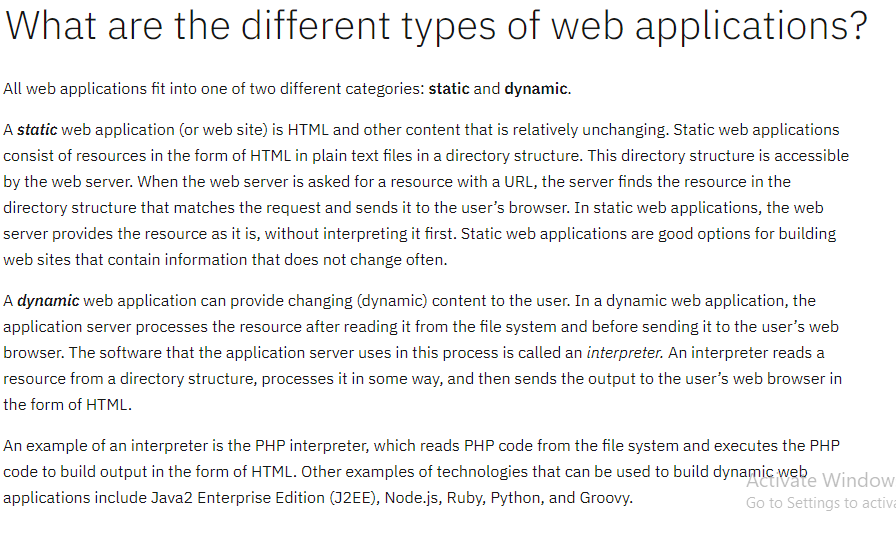 What are the different types of web applications?
All web applications fit into one of two different categories: static and dynamic.
A static web application (or web site) is HTML and other content that is relatively unchanging. Static web applications
consist of resources in the form of HTML in plain text files in a directory structure. This directory structure is accessible
by the web server. When the web server is asked for a resource with a URL, the server finds the resource in the
directory structure that matches the request and sends it to the user’s browser. In static web applications, the web
server provides the resource as it is, without interpreting it first. Static web applications are good options for building
web sites that contain information that does not change often.
A dynamic web application can provide changing (dynamic) content to the user. In a dynamic web application, the
application server processes the resource after reading it from the file system and before sending it to the user’s web
browser. The software that the application server uses in this process is called an interpreter. An interpreter reads a
resource from a directory structure, processes it in some way, and then sends the output to the user’s web browser in
the form of HTML.
An example of an interpreter is the PHP interpreter, which reads PHP code from the file system and executes the PHP
code to build output in the form of HTML. Other examples of technologies that can be used to build dynamic web
applications include Java2 Enterprise Edition (J2EE), Node.js, Ruby, Python, and Groovy.
Activate Window
Go to Settings to activa